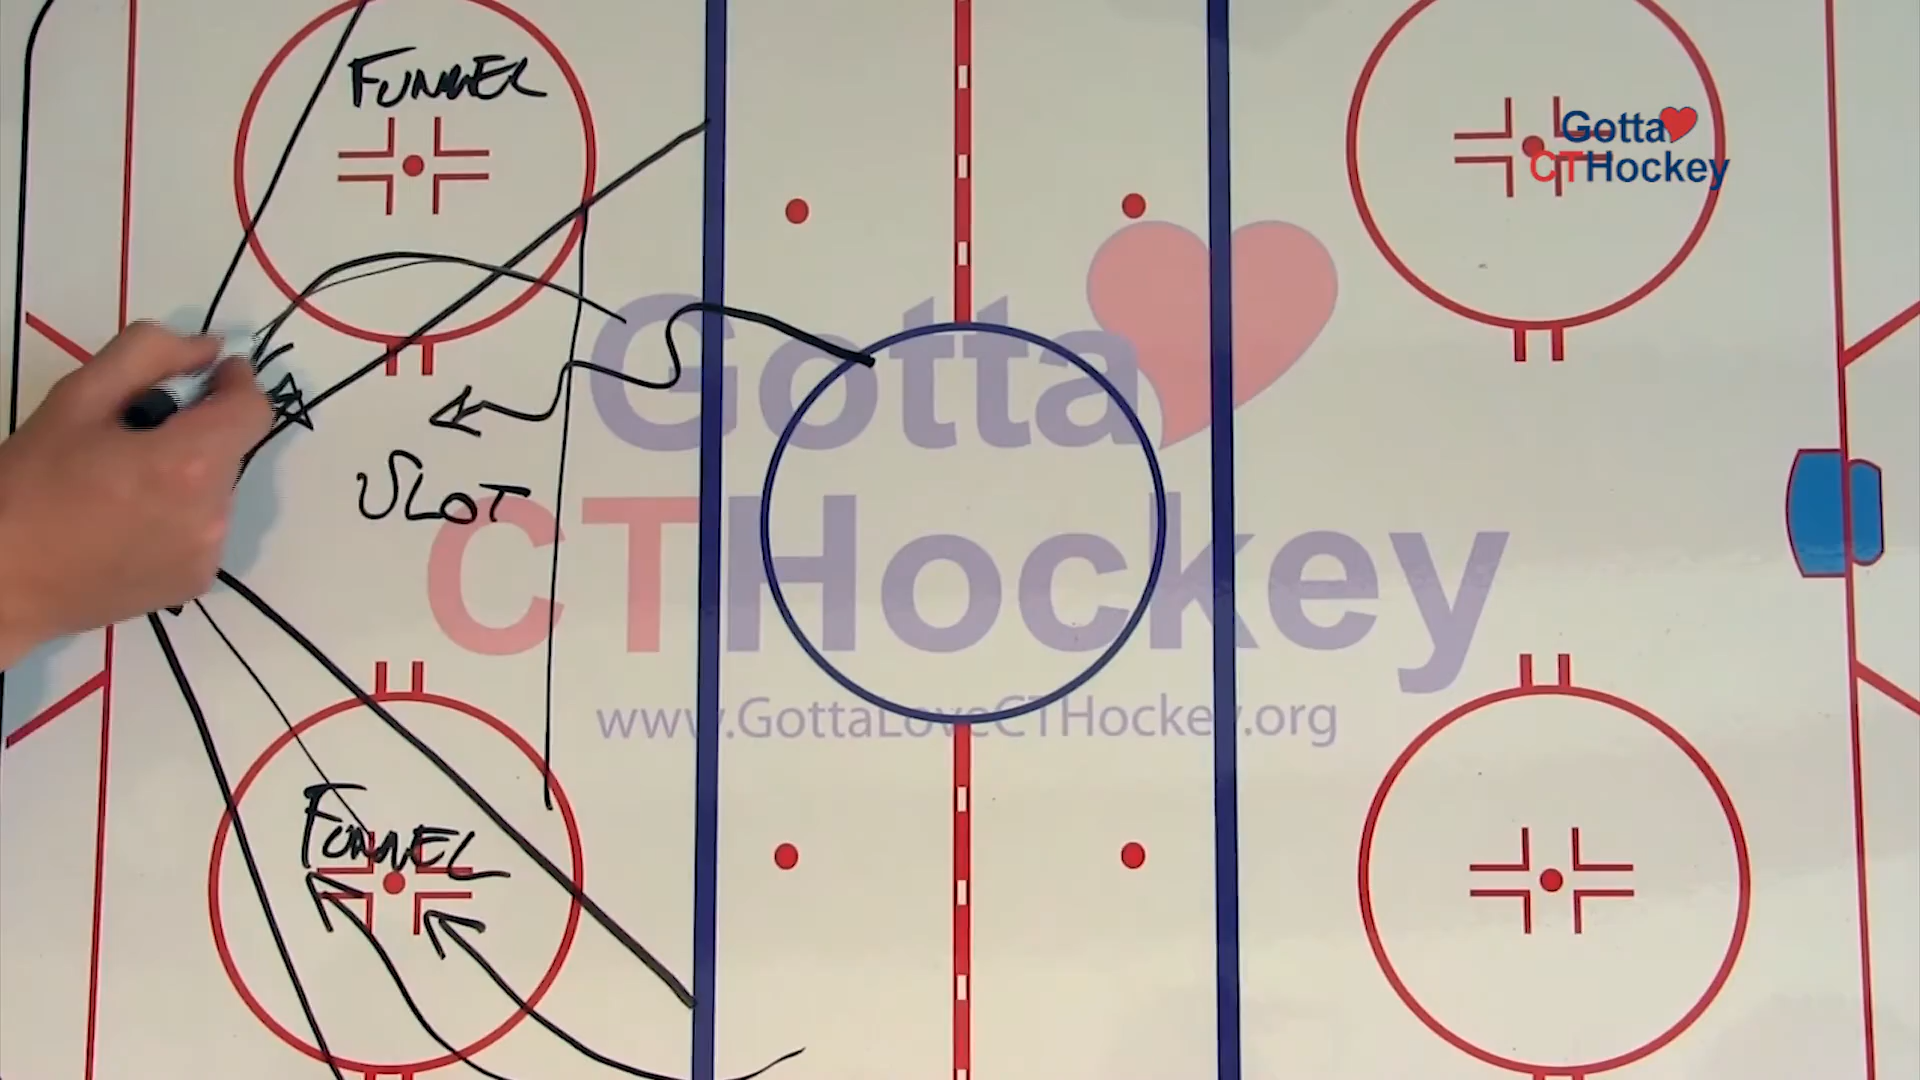 FUNNEL
Gotta
CTHockey
Gotta
SLOT
CTHockey
www.GottaLoveCTHockey.org
FUNNEL